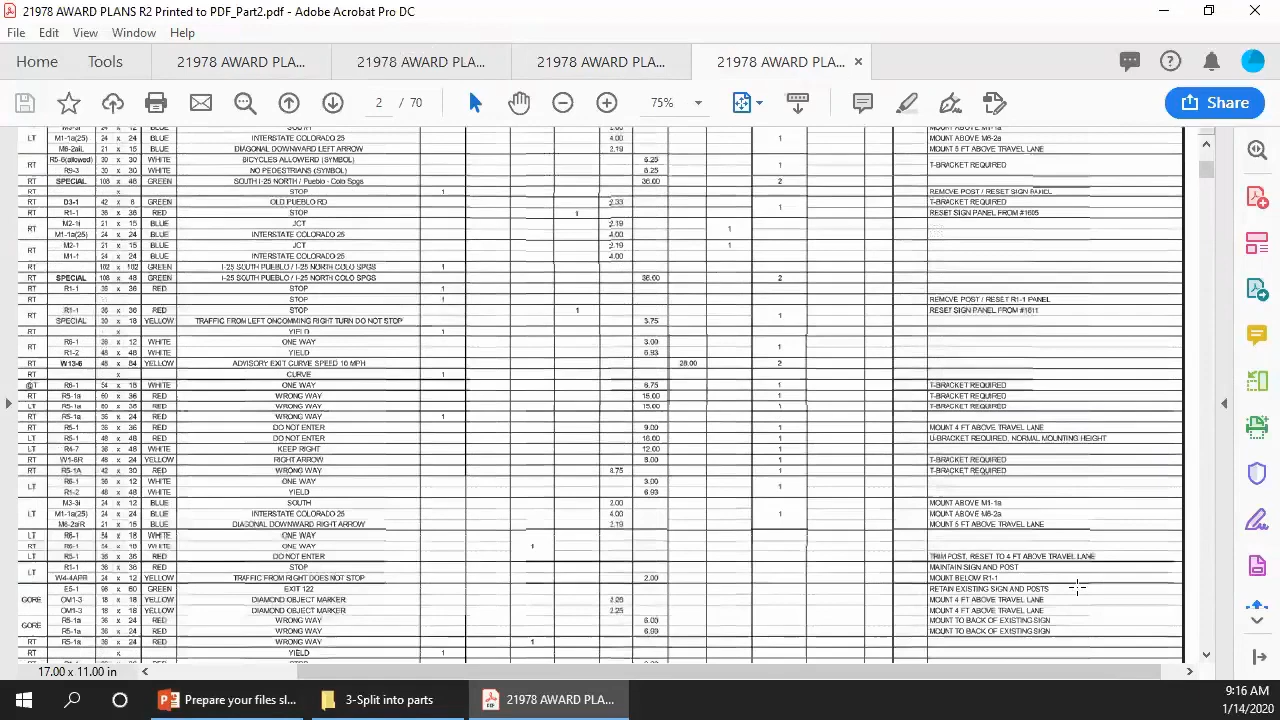 21978 AWARD PLANS R2 Printed to PDF_Part2.pdf - Adobe Acrobat Pro DC
File Edit View Window Help
Home Tools 21978 AWARD PLA... 21978 AWARD PLA... 21978 AWARD PLA... 21978 AWARD PLA... ×
2 / 70 75% Share
LT M1-1a(25) 24 x 24 BLUE INTERSTATE COLORADO 25 4.00 1 MOUNT ABOVE M6-2a
M6-2aiL 21 x 15 BLUE DIAGONAL DOWNWARD LEFT ARROW 2.19 MOUNT 5 FT ABOVE TRAVEL LANE
RT R5-6(allowed) 30 x 30 WHITE BICYCLES ALLOWERD (SYMBOL) 6.25 1 T-BRACKET REQUIRED
R9-3 30 x 30 WHITE NO PEDESTRIANS (SYMBOL) 6.25
RT SPECIAL 108 x 48 GREEN SOUTH I-25 NORTH / Pueblo - Colo Spgs 36.00 2
RT x STOP 1 REMOVE POST / RESET SIGN PANEL
RT D3-1 42 x 8 GREEN OLD PUEBLO RD 2.33 1 T-BRACKET REQUIRED
RT R1-1 36 x 36 RED STOP 1 RESET SIGN PANEL FROM #1605
RT M2-1i 21 x 15 BLUE JCT 2.19 1
M1-1a(25) 24 x 24 BLUE INTERSTATE COLORADO 25 4.00
RT M2-1 21 x 15 BLUE JCT 2.19 1
M1-1 24 x 24 BLUE INTERSTATE COLORADO 25 4.00
RT 102 x 102 GREEN I-25 SOUTH PUEBLO / I-25 NORTH COLO SPGS 1
RT SPECIAL 108 x 48 GREEN I-25 SOUTH PUEBLO / I-25 NORTH COLO SPGS 36.00 2
RT R1-1 36 x 36 RED STOP 1
RT STOP 1 REMOVE POST / RESET R1-1 PANEL
RT R1-1 36 x 36 RED STOP 1 1 RESET SIGN PANEL FROM #1611
SPECIAL 30 x 18 YELLOW TRAFFIC FROM LEFT ONCOMMING RIGHT TURN DO NOT STOP 3.75
RT x YIELD 1
RT R6-1 36 x 12 WHITE ONE WAY 3.00 1
R1-2 48 x 48 WHITE YIELD 6.93
RT W13-6 48 x 84 YELLOW ADVISORY EXIT CURVE SPEED 10 MPH 28.00 2
RT x CURVE 1
R6-1 54 x 18 WHITE ONE WAY 6.75 1 T-BRACKET REQUIRED
RT R5-1a 60 x 36 RED WRONG WAY 15.00 1 T-BRACKET REQUIRED
LT R5-1a 60 x 36 RED WRONG WAY 15.00 1 T-BRACKET REQUIRED
RT R5-1a 36 x 24 RED WRONG WAY 1
RT R5-1 36 x 36 RED DO NOT ENTER 9.00 1 MOUNT 4 FT ABOVE TRAVEL LANE
LT R5-1 48 x 48 RED DO NOT ENTER 16.00 1 U-BRACKET REQUIRED, NORMAL MOUNTING HEIGHT
LT R4-7 36 x 48 WHITE KEEP RIGHT 12.00 1
RT W1-6R 48 x 24 YELLOW RIGHT ARROW 8.00 1 T-BRACKET REQUIRED
RT R5-1A 42 x 30 RED WRONG WAY 8.75 1 T-BRACKET REQUIRED
LT R6-1 36 x 12 WHITE ONE WAY 3.00 1
R1-2 48 x 48 WHITE YIELD 6.93
M3-3i 24 x 12 BLUE SOUTH 2.00 MOUNT ABOVE M1-1a
LT M1-1a(25) 24 x 24 BLUE INTERSTATE COLORADO 25 4.00 1 MOUNT ABOVE M6-2a
M6-2aiR 21 x 15 BLUE DIAGONAL DOWNWARD RIGHT ARROW 2.19 MOUNT 5 FT ABOVE TRAVEL LANE
LT R6-1 54 x 18 WHITE ONE WAY
RT R6-1 54 x 18 WHITE ONE WAY 1
LT R5-1 36 x 36 RED DO NOT ENTER TRIM POST, RESET TO 4 FT ABOVE TRAVEL LANE
LT R1-1 36 x 36 RED STOP MAINTAIN SIGN AND POST
W4-4APR 24 x 12 YELLOW TRAFFIC FROM RIGHT DOES NOT STOP 2.00 MOUNT BELOW R1-1
E5-1 96 x 60 GREEN EXIT 122 RETAIN EXISTING SIGN AND POSTS
GORE OM1-3 18 x 18 YELLOW DIAMOND OBJECT MARKER 2.25 MOUNT 4 FT ABOVE TRAVEL LANE
OM1-3 18 x 18 YELLOW DIAMOND OBJECT MARKER 2.25 MOUNT 4 FT ABOVE TRAVEL LANE
GORE R5-1a 36 x 24 RED WRONG WAY 6.00 MOUNT TO BACK OF EXISTING SIGN
R5-1a 36 x 24 RED WRONG WAY 6.00 MOUNT TO BACK OF EXISTING SIGN
RT R5-1a 36 x 24 RED WRONG WAY 1
RT x YIELD 1
17.00 x 11.00 in
Prepare your files sl... 3-Split into parts 21978 AWARD PLA... 9:16 AM
1/14/2020